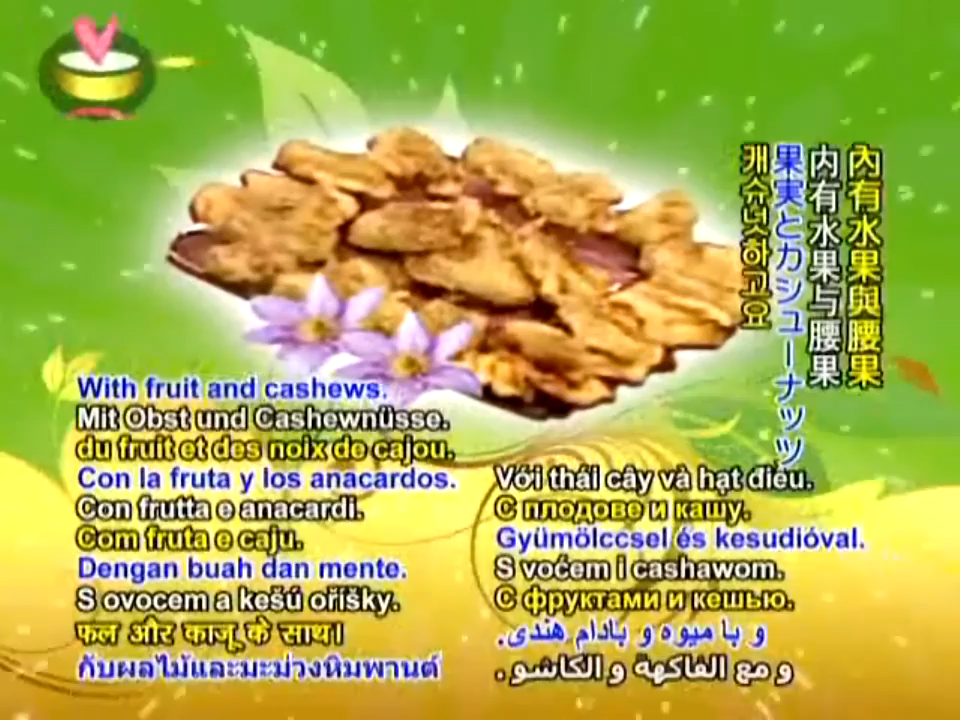 With fruit and cashews.
Mit Obst und Cashewnüsse.
du fruit et des noix de cajou.
Con la fruta y los anacardos.
Con frutta e anacardi.
Com fruta e caju.
Dengan buah dan mente.
S ovocem a kešú oříšky.
फल और काजू के साथ।
กับผลไม้และมะม่วงหิมพานต์
Với thái cây và hạt điều.
С плодове и кашу.
Gyümölccsel és kesudióval.
S voćem i cashawom.
С фруктами и кешью.
و با میوه و بادام هندی.
و مع الفاكهة و الكاشو.
內有水果與腰果
内有水果与腰果
果実とカシューナッツ
캐슈넛하고요